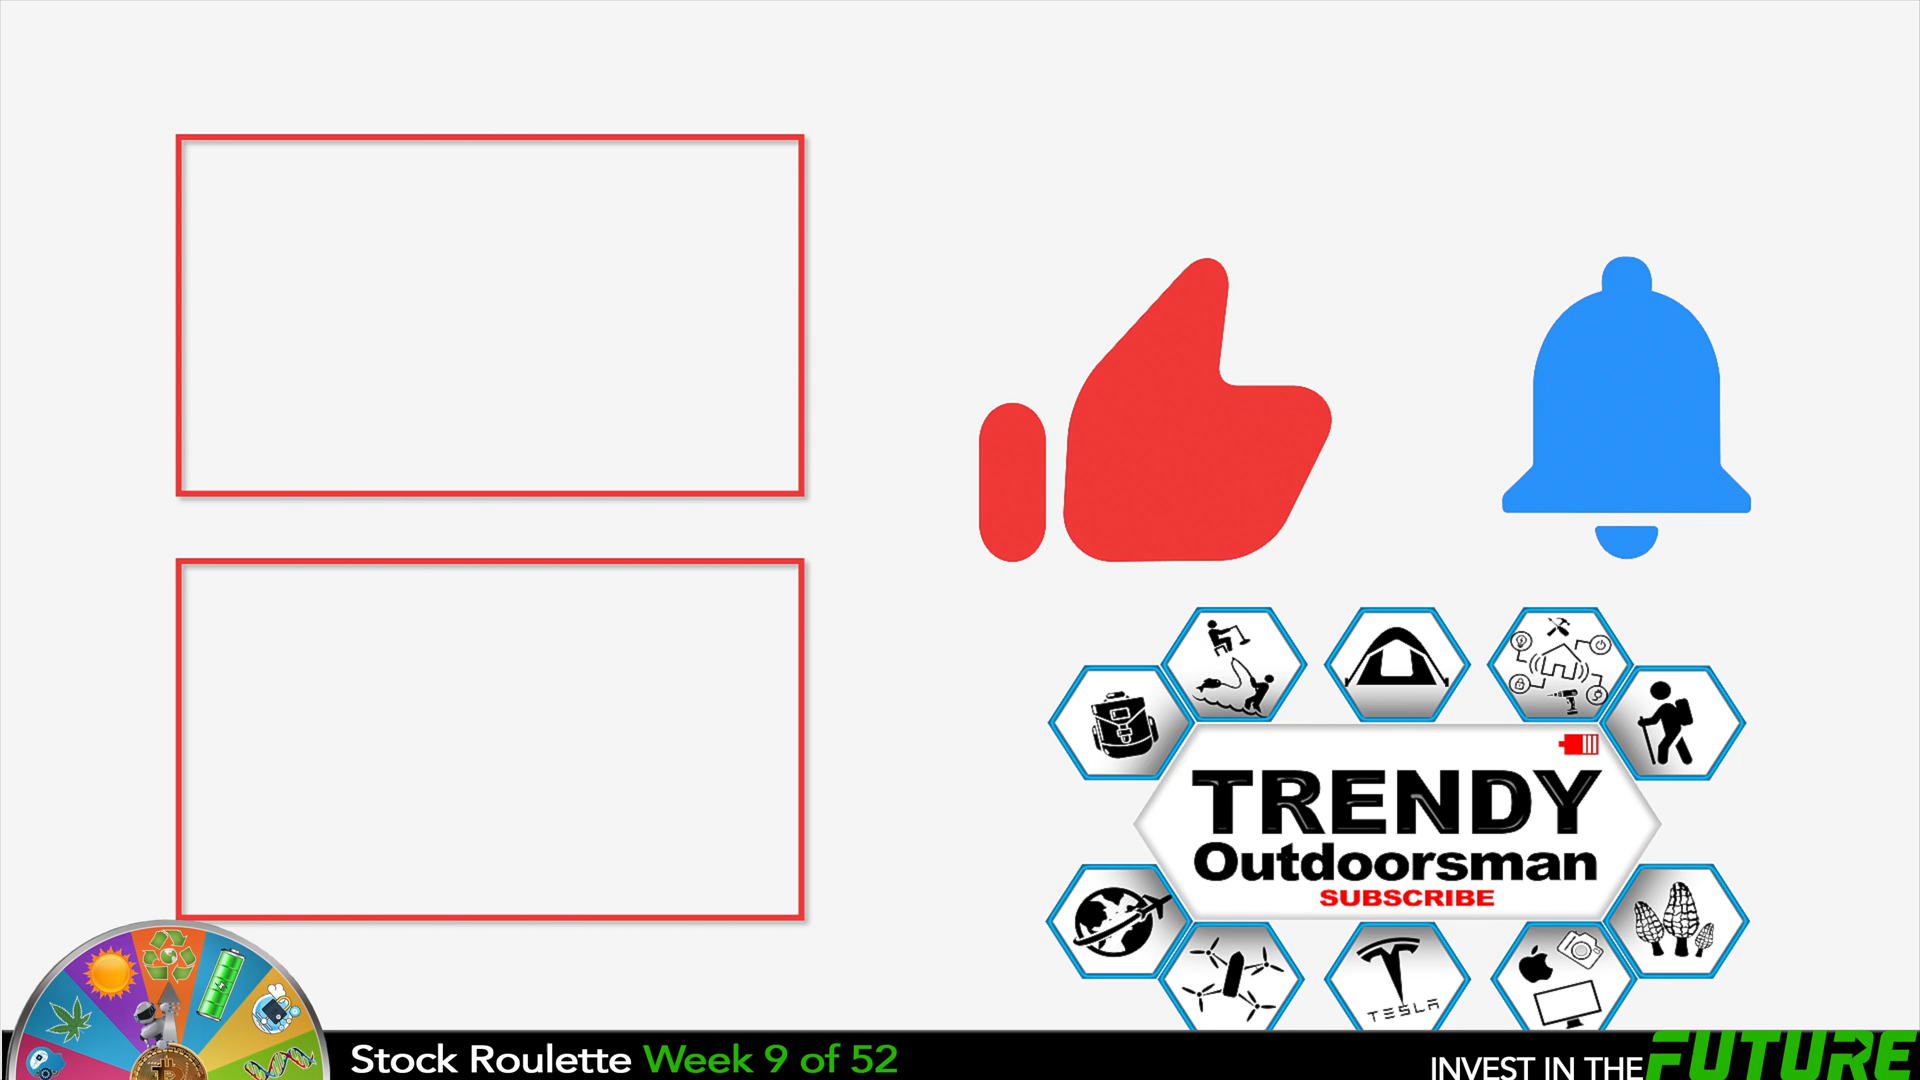 TRENDY
Outdoorsman
SUBSCRIBE
TESLA
Stock Roulette Week 9 of 52
INVEST IN THE FUTURE